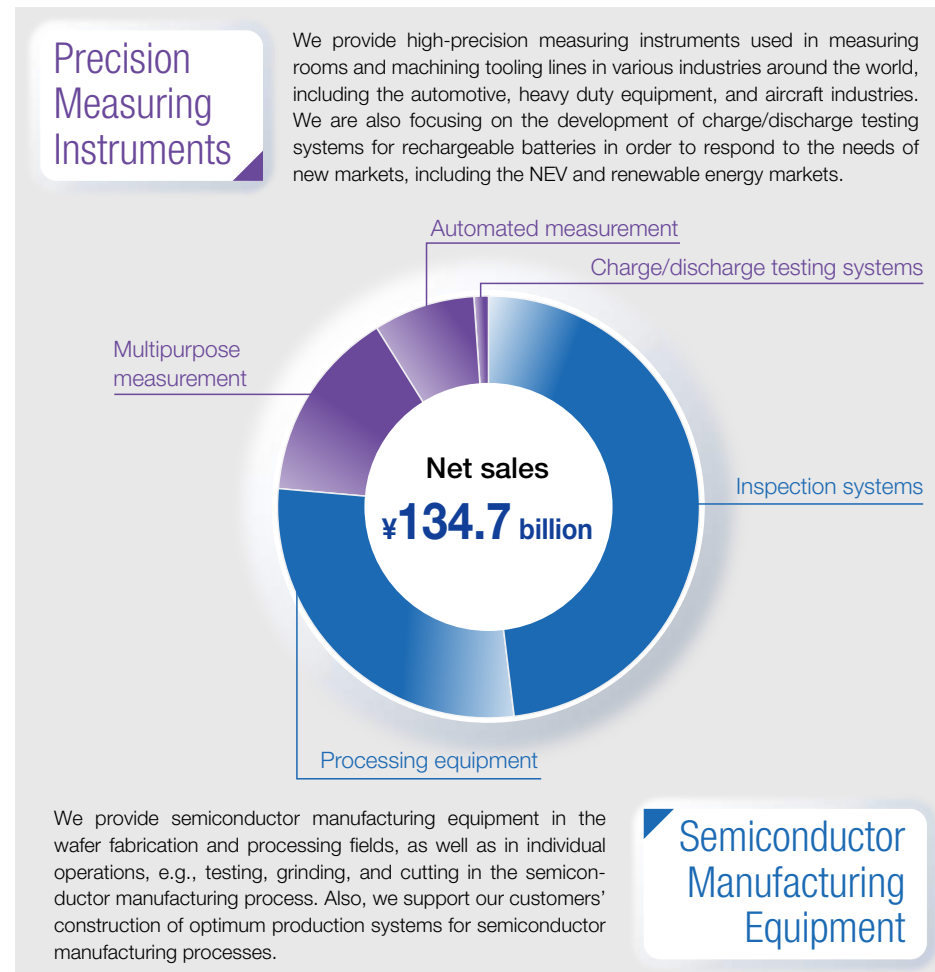 Precision
Measuring
Instruments
We provide high-precision measuring instruments used in measuring
rooms and machining tooling lines in various industries around the world,
including the automotive, heavy duty equipment, and aircraft industries.
We are also focusing on the development of charge/discharge testing
systems for rechargeable batteries in order to respond to the needs of
new markets, including the NEV and renewable energy markets.
Automated measurement
Charge/discharge testing systems
Multipurpose
measurement
Net sales
¥134.7 billion
Inspection systems
Processing equipment
We provide semiconductor manufacturing equipment in the
wafer fabrication and processing fields, as well as in individual
operations, e.g., testing, grinding, and cutting in the semicon-
ductor manufacturing process. Also, we support our customers’
construction of optimum production systems for semiconductor
manufacturing processes.
Semiconductor
Manufacturing
Equipment